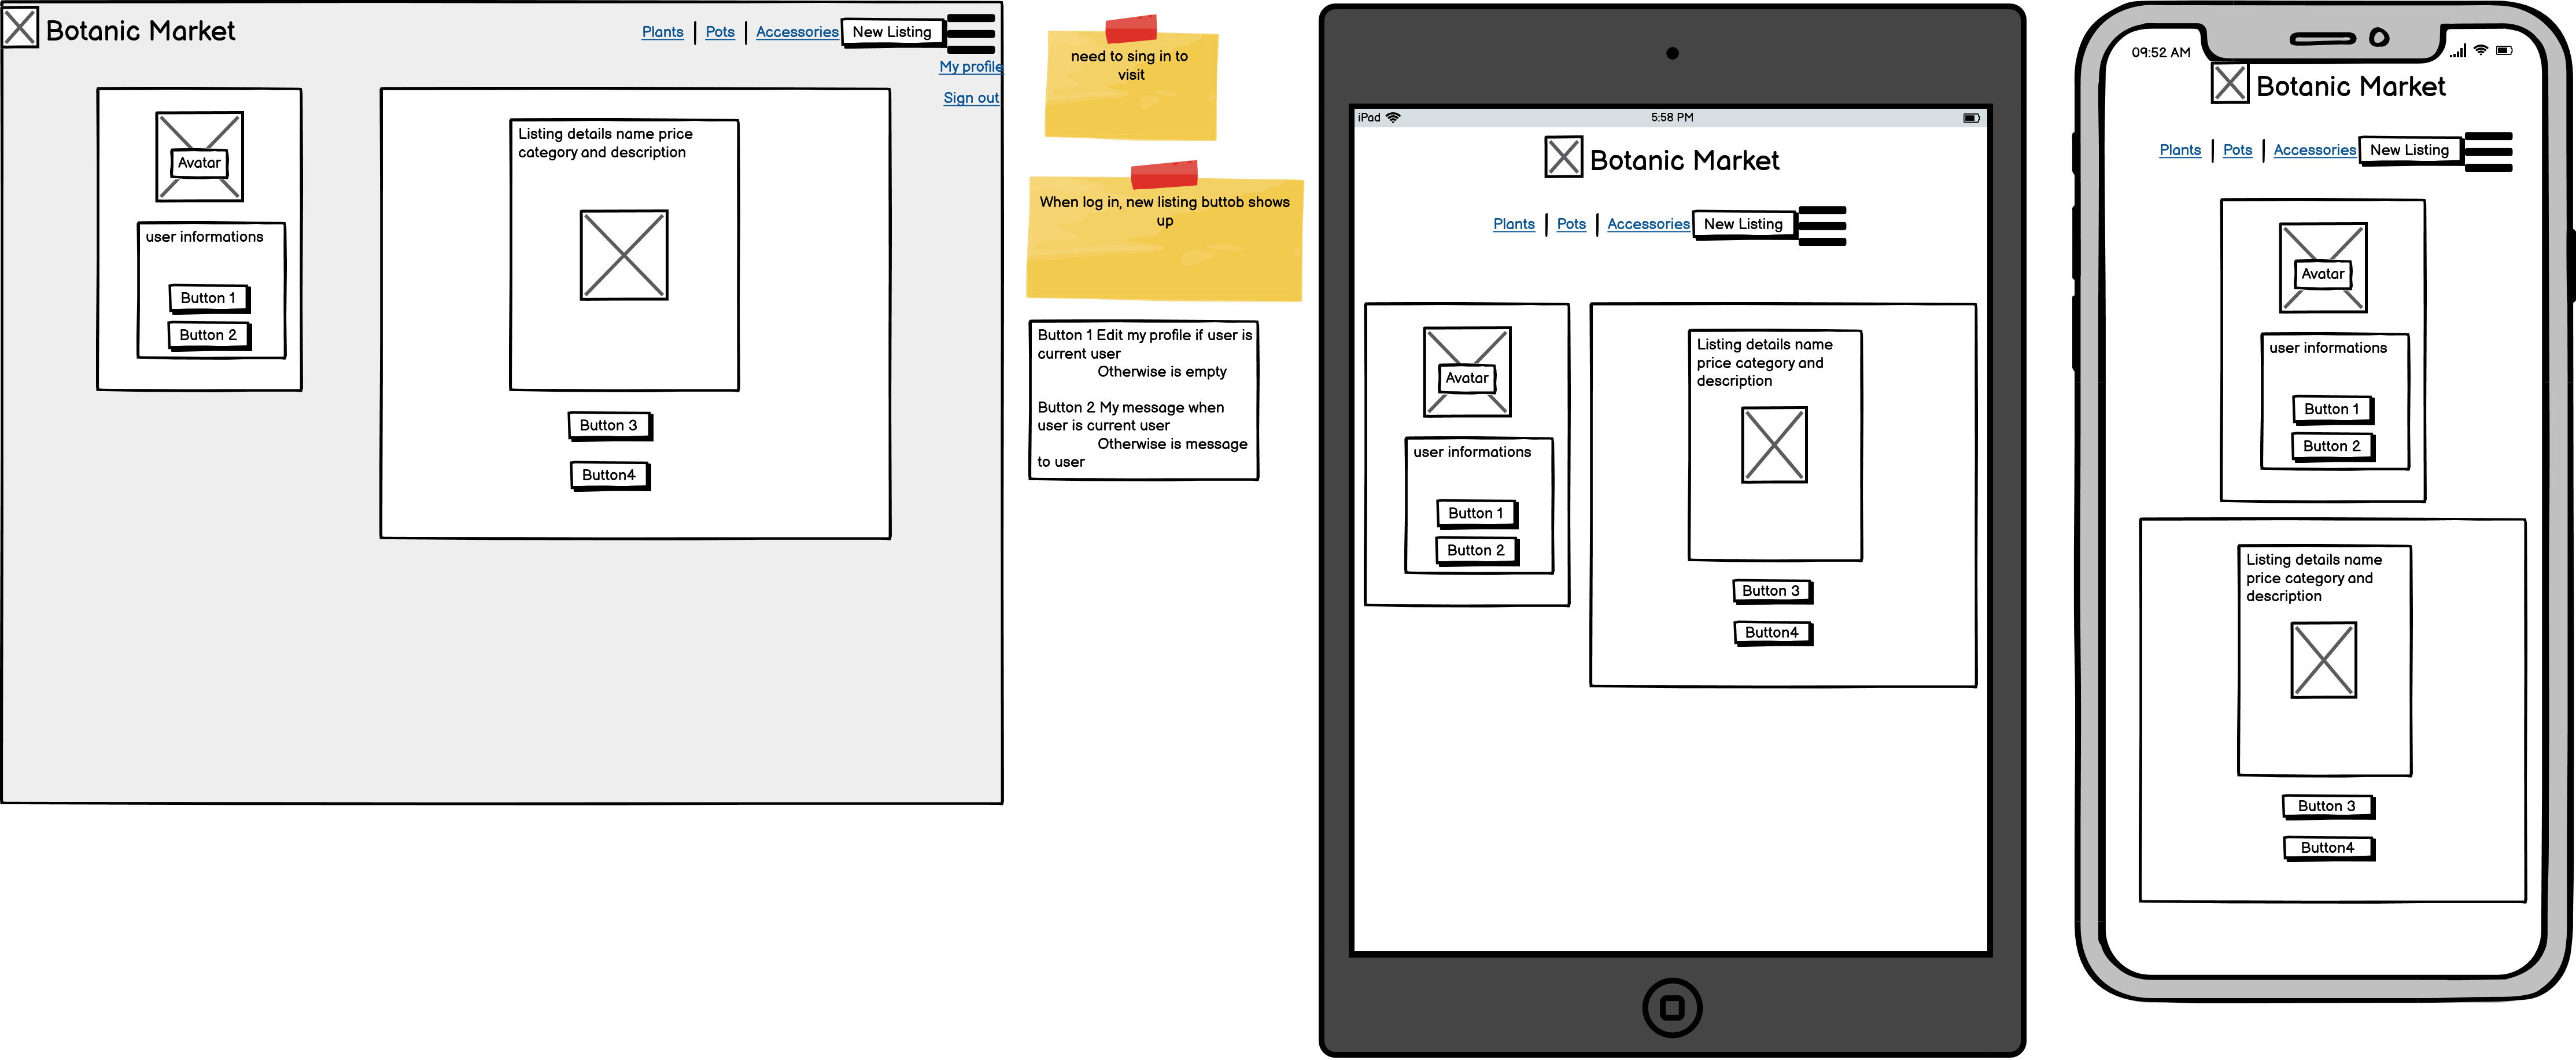 Botanic Market
Plants
Pots
Accessories
New Listing
My profile
Sign out
Avatar
user informations
Button 1
Button 2
Listing details name price
category and description
Button 3
Button4
need to sing in to
visit
When log in, new listing buttob shows
up
Button 1 Edit my profile if user is
current user
Otherwise is empty
Button 2 My message when
user is current user
Otherwise is message
to user
iPad
5:58 PM
Botanic Market
Plants
Pots
Accessories
New Listing
Avatar
user informations
Button 1
Button 2
Listing details name
price category and
description
Button 3
Button4
09:52 AM
Botanic Market
Plants
Pots
Accessories
New Listing
Avatar
user informations
Button 1
Button 2
Listing details name
price category and
description
Button 3
Button4